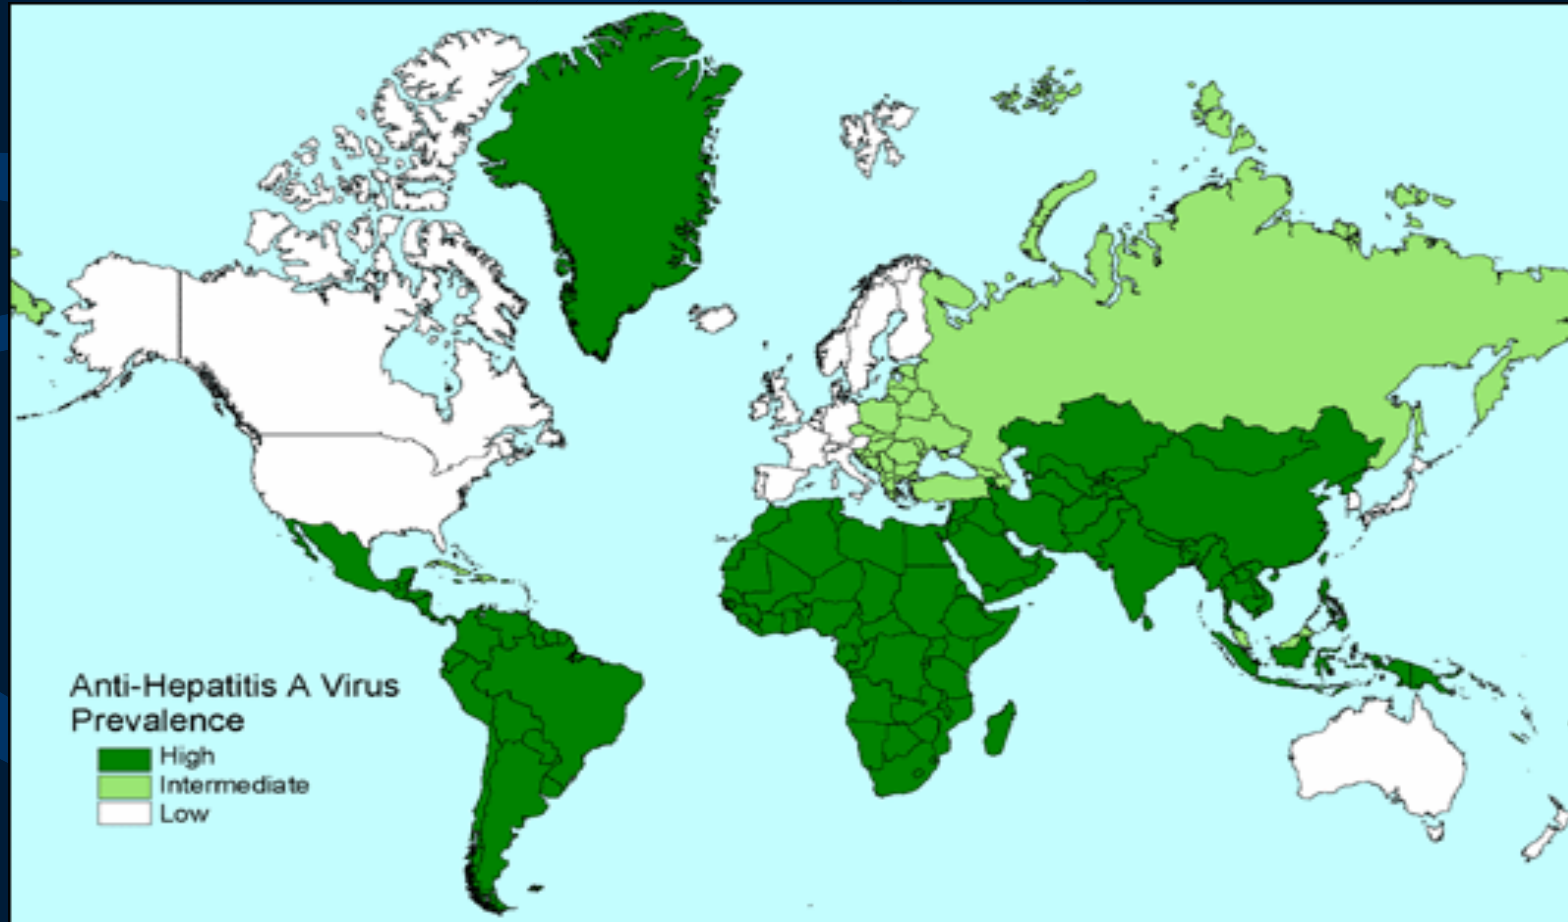 Anti-Hepatitis A Virus
Prevalence
High
Intermediate
Low